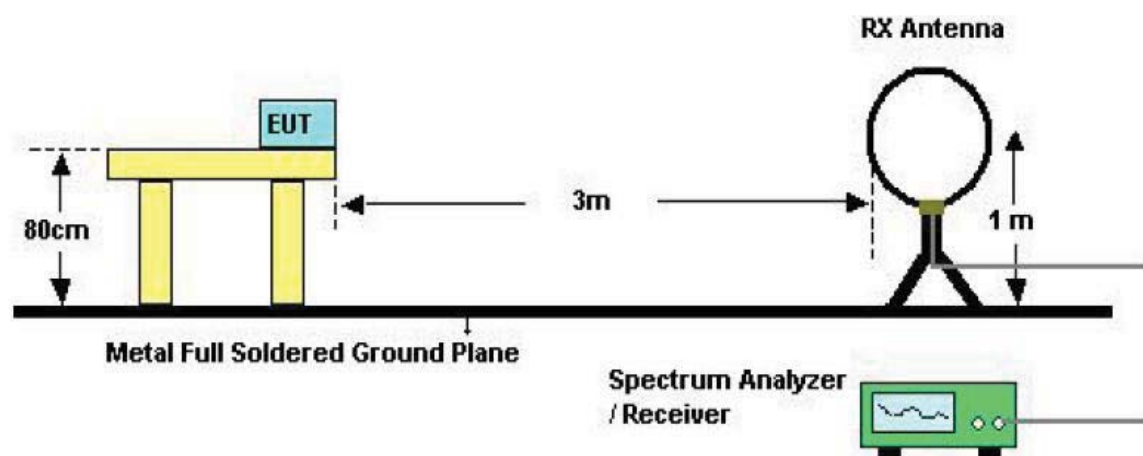 RX Antenna
EUT
3m
80cm
1 m
Metal Full Soldered Ground Plane
Spectrum Analyzer
/ Receiver